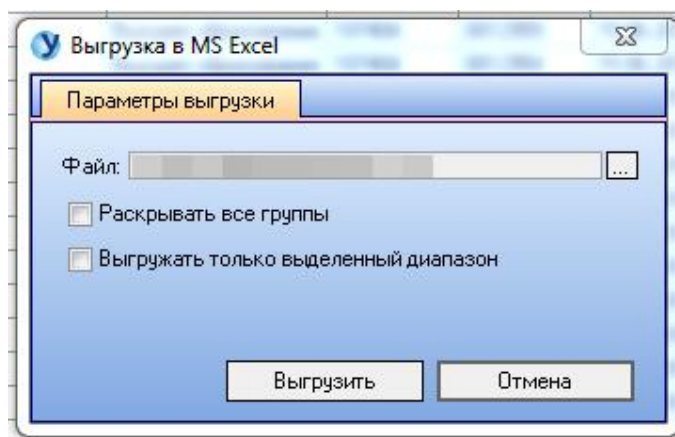 Выгрузка в MS Excel
Параметры выгрузки
Файл: ...
Раскрывать все группы
Выгружать только выделенный диапазон
Выгрузить Отмена